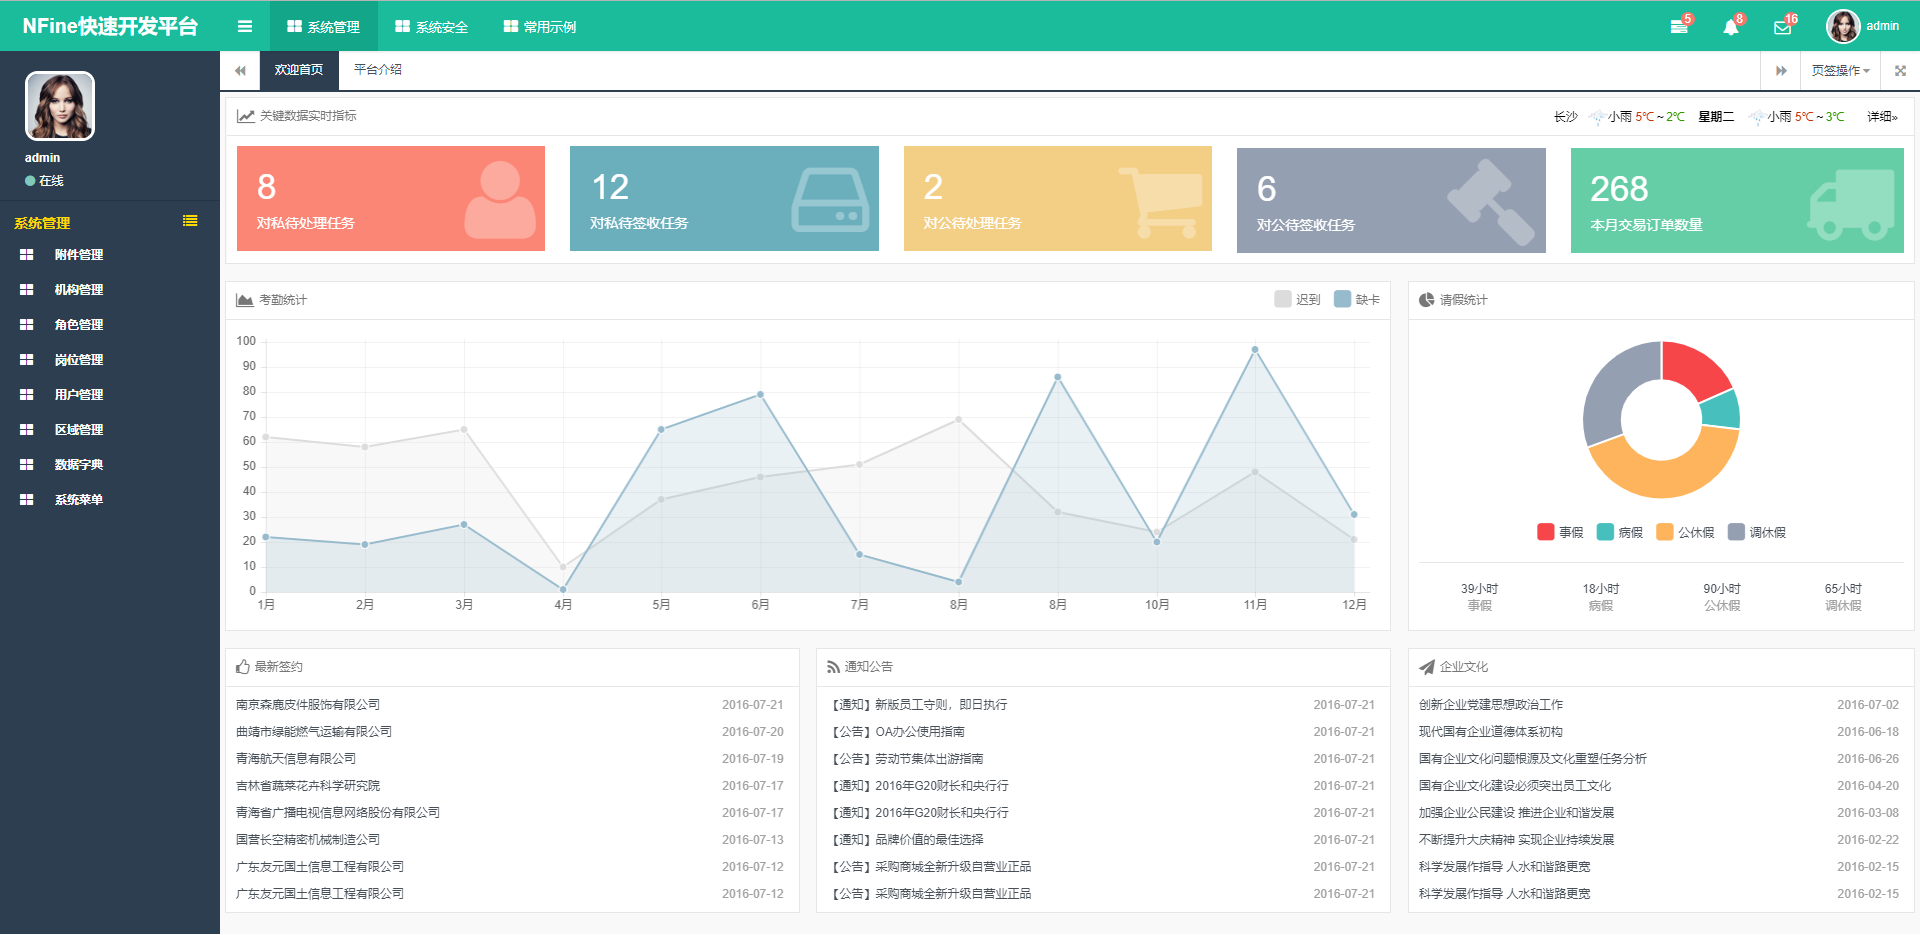 NFine快速开发平台
系统管理
系统安全
常用示例
5
8
16
admin
admin
在线
系统管理
附件管理
机构管理
角色管理
岗位管理
用户管理
区域管理
数据字典
系统菜单
欢迎首页
平台介绍
页签操作
关键数据实时指标
长沙 小雨 5℃～2℃ 星期二 小雨 5℃～3℃ 详细»
8
对私待处理任务
12
对私待签收任务
2
对公待处理任务
6
对公待签收任务
268
本月交易订单数量
考勤统计
迟到 缺卡
100
90
80
70
60
50
40
30
20
10
0
1月 2月 3月 4月 5月 6月 7月 8月 8月 10月 11月 12月
请假统计
事假 病假 公休假 调休假
39小时 18小时 90小时 65小时
事假 病假 公休假 调休假
最新签约
南京森鹿皮件服饰有限公司 2016-07-21
曲靖市绿能燃气运输有限公司 2016-07-20
青海航天信息有限公司 2016-07-19
吉林省蔬菜花卉科学研究院 2016-07-17
青海省广播电视信息网络股份有限公司 2016-07-17
国营长空精密机械制造公司 2016-07-13
广东友元国土信息工程有限公司 2016-07-12
广东友元国土信息工程有限公司 2016-07-12
通知公告
【通知】新版员工守则，即日执行 2016-07-21
【公告】OA办公使用指南 2016-07-21
【公告】劳动节集体出游指南 2016-07-21
【通知】2016年G20财长和央行行 2016-07-21
【通知】2016年G20财长和央行行 2016-07-21
【通知】品牌价值的最佳选择 2016-07-21
【公告】采购商城全新升级自营业正品 2016-07-21
【公告】采购商城全新升级自营业正品 2016-07-21
企业文化
创新企业党建思想政治工作 2016-07-02
现代国有企业道德体系初构 2016-06-18
国有企业文化问题根源及文化重塑任务分析 2016-06-26
国有企业文化建设必须突出员工文化 2016-04-20
加强企业公民建设 推进企业和谐发展 2016-03-08
不断提升大庆精神 实现企业持续发展 2016-02-22
科学发展作指导 人水和谐路更宽 2016-02-15
科学发展作指导 人水和谐路更宽 2016-02-15